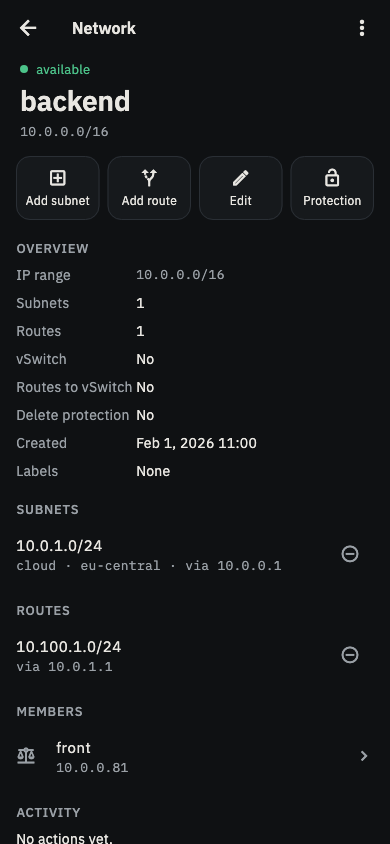 Network
available
backend
10.0.0.0/16
Add subnet
Add route
Edit
Protection
OVERVIEW
IP range 10.0.0.0/16
Subnets 1
Routes 1
vSwitch No
Routes to vSwitch No
Delete protection No
Created Feb 1, 2026 11:00
Labels None
SUBNETS
10.0.1.0/24
cloud · eu-central · via 10.0.0.1
ROUTES
10.100.1.0/24
via 10.0.1.1
MEMBERS
front
10.0.0.81
ACTIVITY
No actions yet.